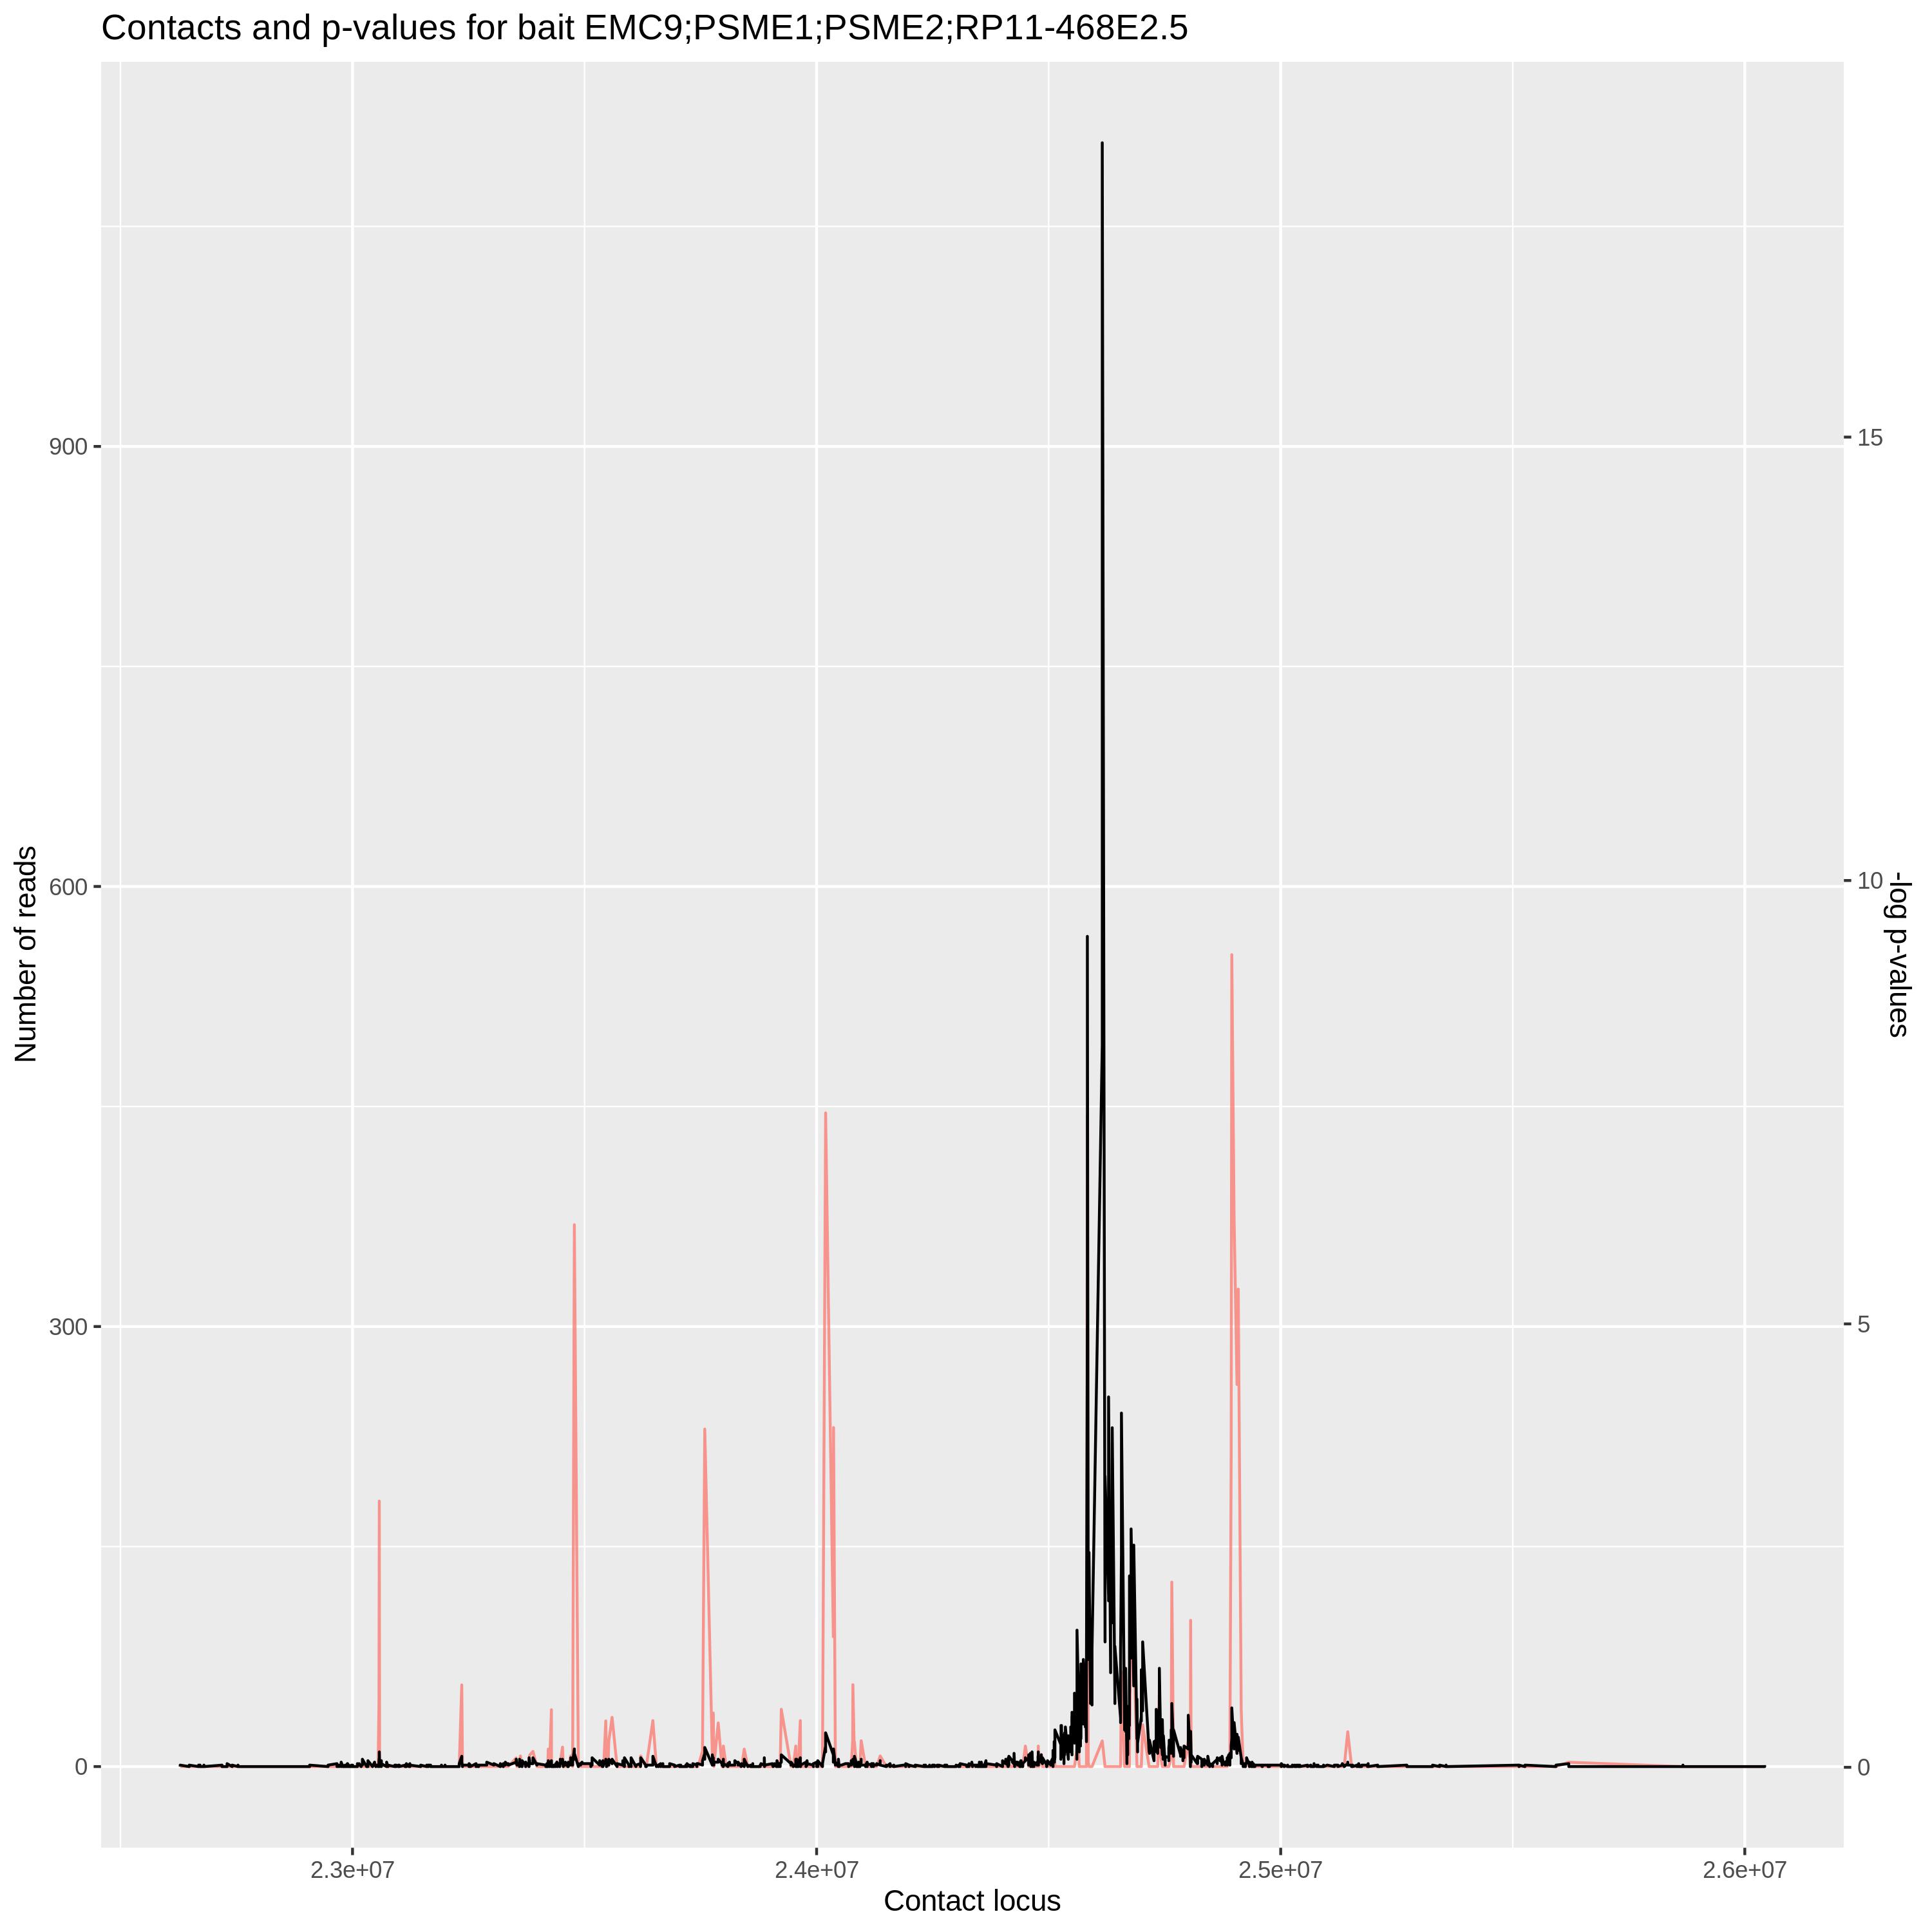 Contacts and p-values for bait EMC9;PSME1;PSME2;RP11-468E2.5
Number of reads
900
600
300
0
15
10
5
0
-log p-values
2.3e+07
2.4e+07
2.5e+07
2.6e+07
Contact locus